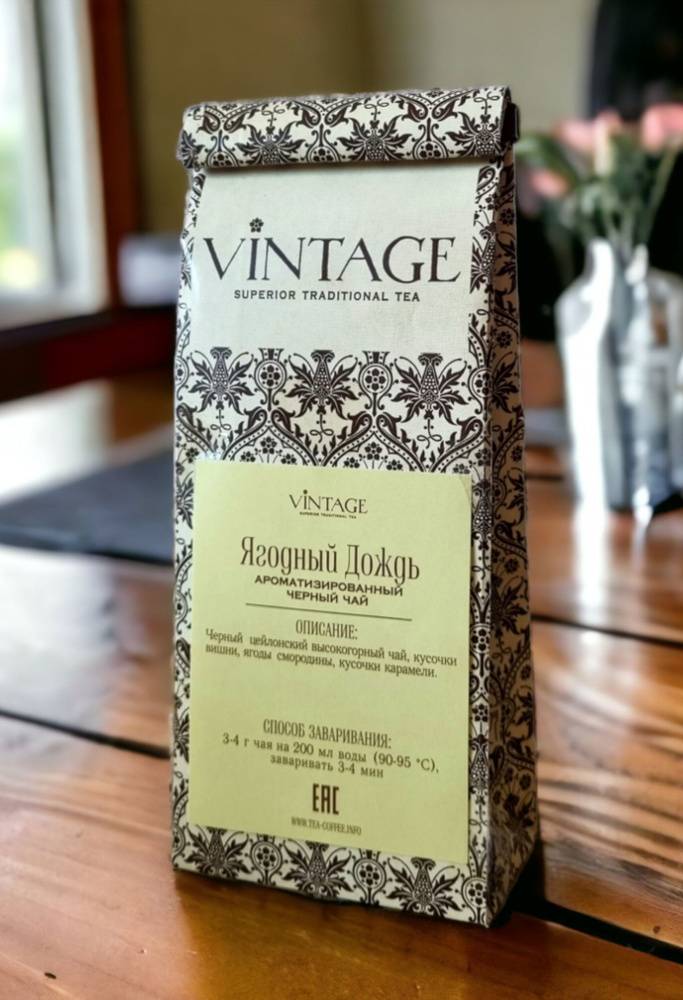 VINTAGE
SUPERIOR TRADITIONAL TEA
VINTAGE
SUPERIOR TRADITIONAL TEA
Ягодный Дождь
АРОМАТИЗИРОВАННЫЙ
ЧЕРНЫЙ ЧАЙ
ОПИСАНИЕ:
Черный цейлонский высокогорный чай, кусочки
вишни, ягоды смородины, кусочки карамели.
СПОСОБ ЗАВАРИВАНИЯ:
3-4 г чая на 200 мл воды (90-95 °C),
заваривать 3-4 мин
EAC
WWW.TEA-COFFEE.INFO